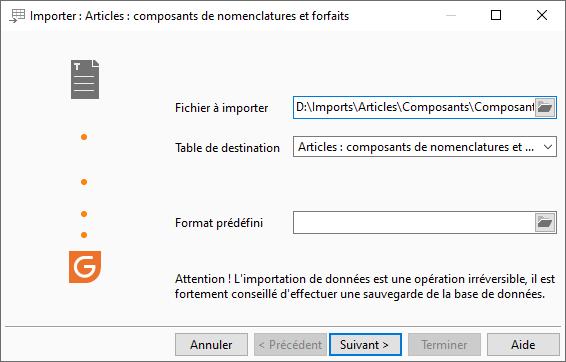 Importer : Articles : composants de nomenclatures et forfaits
T
Fichier à importer
D:\Imports\Articles\Composants\Composant
Table de destination
Articles : composants de nomenclatures et ...
Format prédéfini
G
Attention ! L'importation de données est une opération irréversible, il est
fortement conseillé d'effectuer une sauvegarde de la base de données.
Annuler
< Précédent
Suivant >
Terminer
Aide